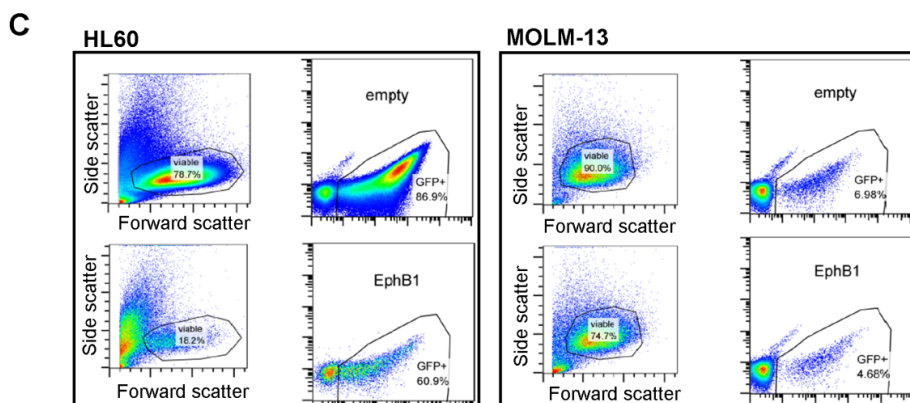 C
HL60
Side scatter
viable
78.7%
Forward scatter
empty
GFP+
86.9%
Side scatter
viable
18.2%
Forward scatter
EphB1
GFP+
60.9%
MOLM-13
Side scatter
viable
90.0%
Forward scatter
empty
GFP+
6.98%
Side scatter
viable
74.7%
Forward scatter
EphB1
GFP+
4.68%